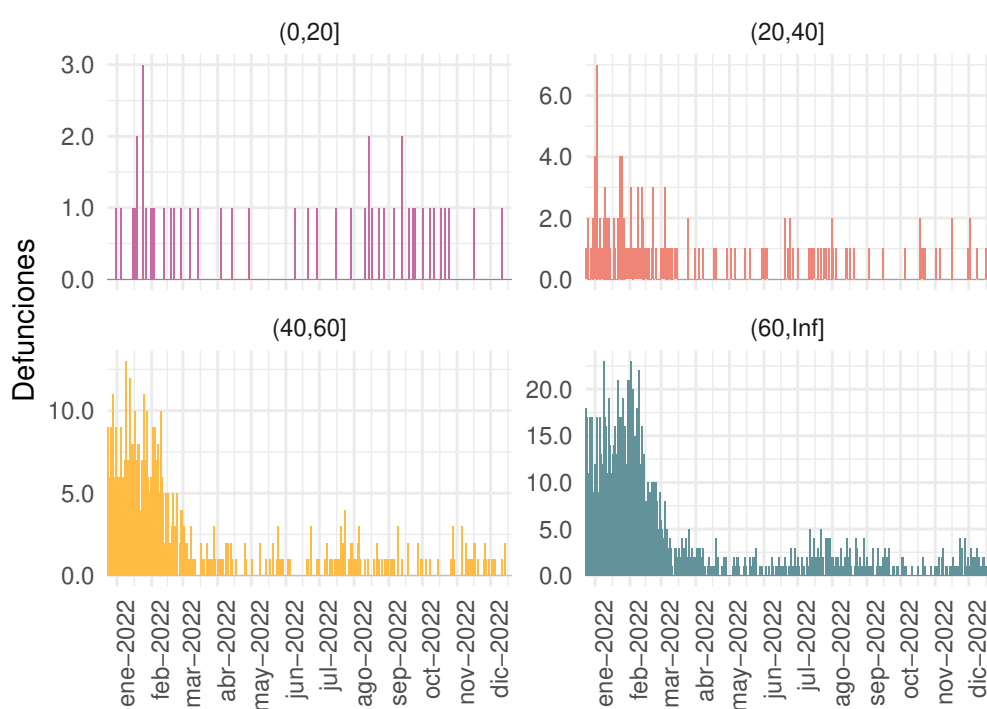 Defunciones
(0,20]
3.0
2.0
1.0
0.0
(20,40]
6.0
4.0
2.0
0.0
(40,60]
10.0
5.0
0.0
ene−2022
feb−2022
mar−2022
abr−2022
may−2022
jun−2022
jul−2022
ago−2022
sep−2022
oct−2022
nov−2022
dic−2022
(60,Inf]
20.0
15.0
10.0
5.0
0.0
ene−2022
feb−2022
mar−2022
abr−2022
may−2022
jun−2022
jul−2022
ago−2022
sep−2022
oct−2022
nov−2022
dic−2022